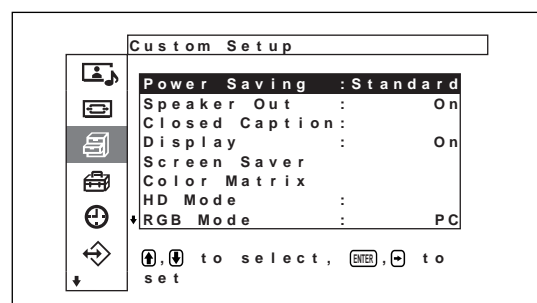 Custom Setup
Power Saving :Standard
Speaker Out : On
Closed Caption:
Display : On
Screen Saver
Color Matrix
HD Mode :
RGB Mode : PC
↑,↓ to select, ENTER,→ to
set